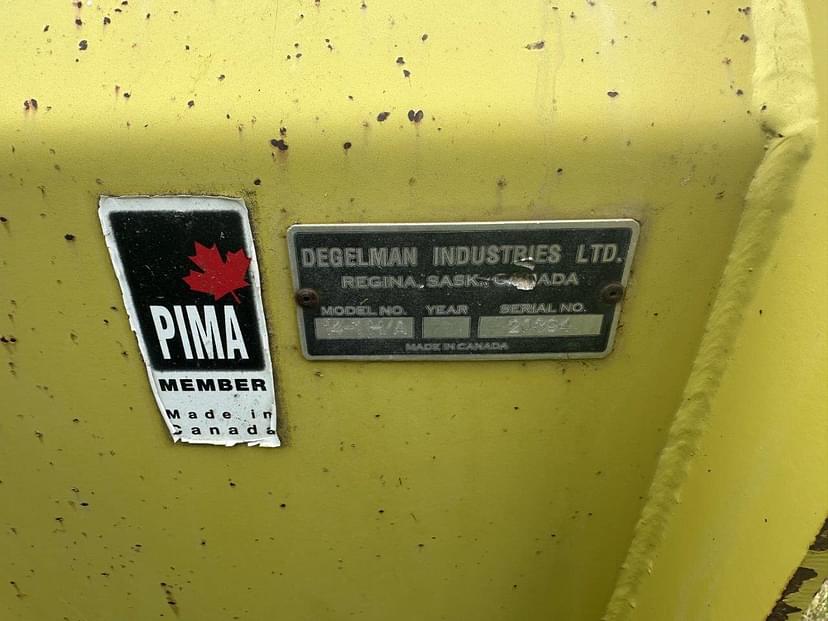 PIMA
MEMBER
Made in
Canada
DEGELMAN INDUSTRIES LTD.
REGINA, SASK., CANADA
MODEL NO. YEAR SERIAL NO.
MADE IN CANADA